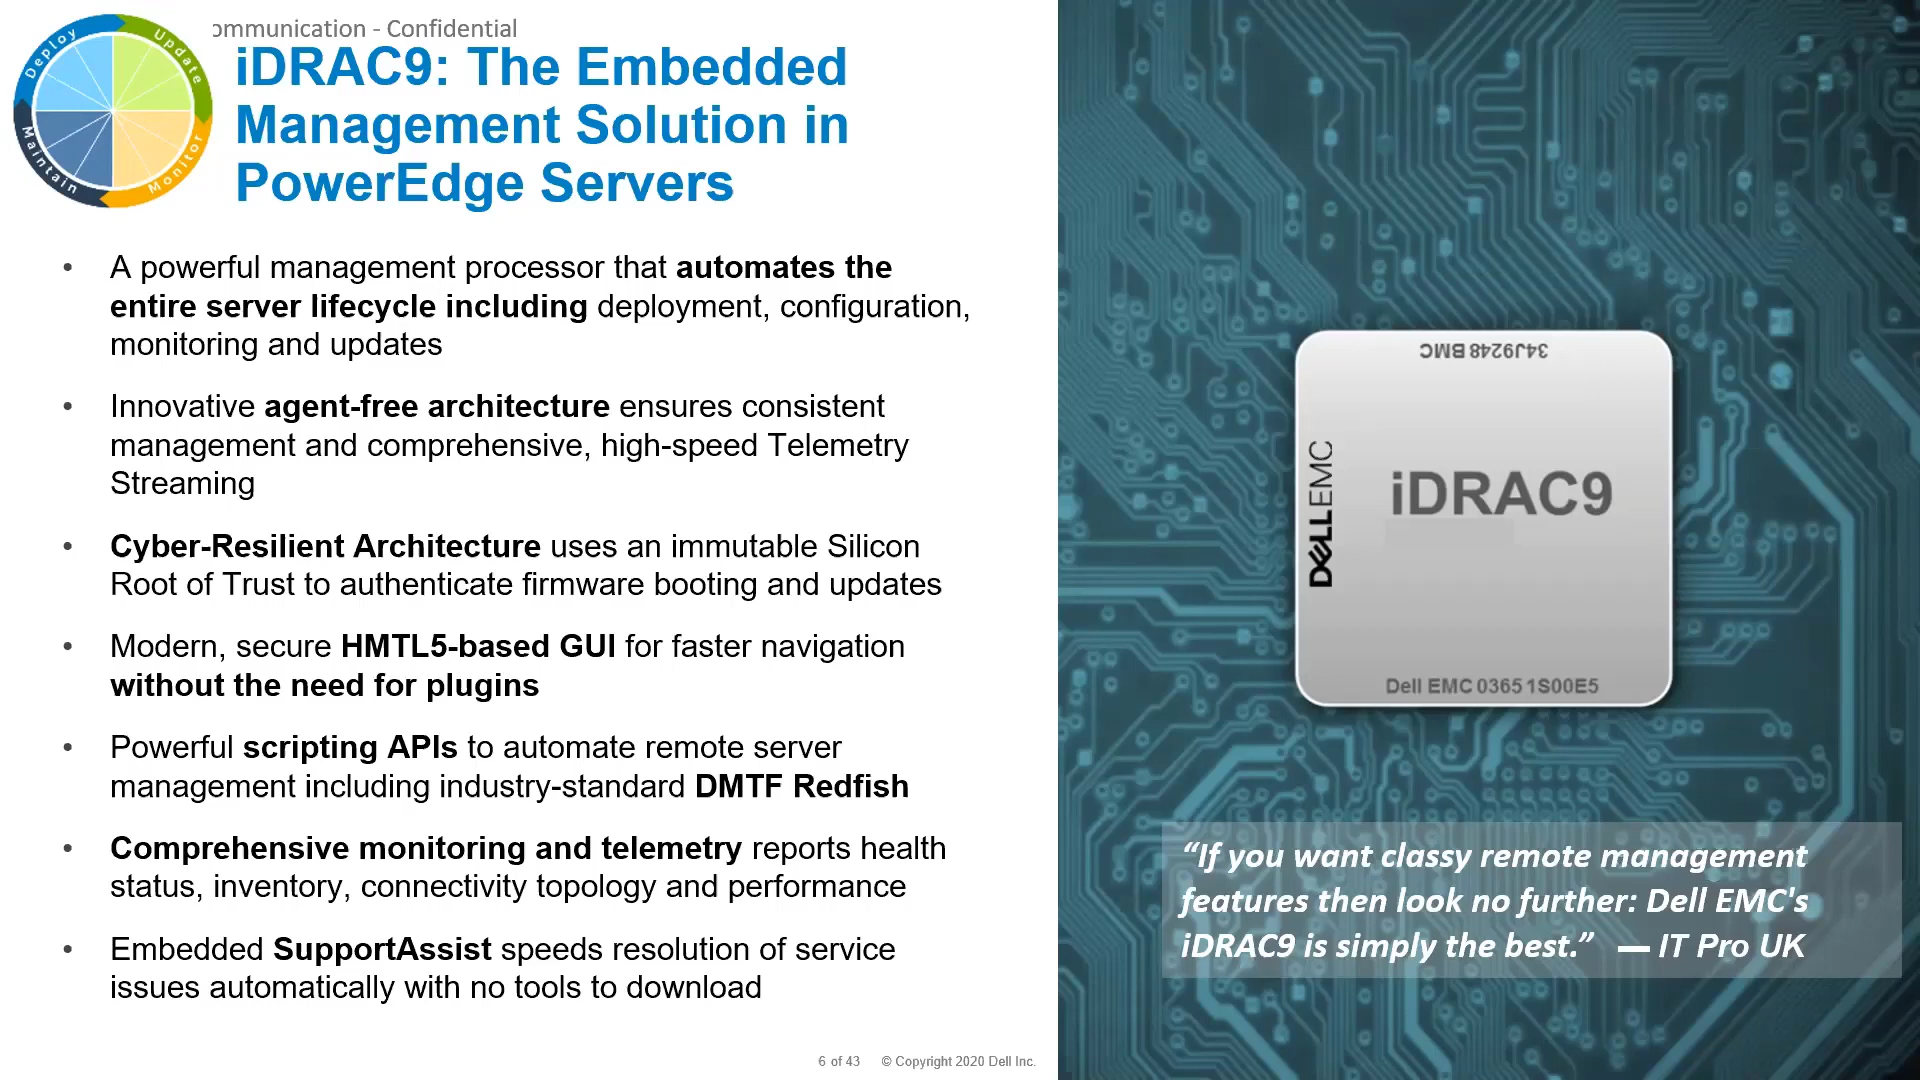 ommunication - Confidential
Deploy
Update
Maintain
Monitor
iDRAC9: The Embedded
Management Solution in
PowerEdge Servers
• A powerful management processor that automates the
entire server lifecycle including deployment, configuration,
monitoring and updates
• Innovative agent-free architecture ensures consistent
management and comprehensive, high-speed Telemetry
Streaming
• Cyber-Resilient Architecture uses an immutable Silicon
Root of Trust to authenticate firmware booting and updates
• Modern, secure HMTL5-based GUI for faster navigation
without the need for plugins
• Powerful scripting APIs to automate remote server
management including industry-standard DMTF Redfish
• Comprehensive monitoring and telemetry reports health
status, inventory, connectivity topology and performance
• Embedded SupportAssist speeds resolution of service
issues automatically with no tools to download
6 of 43 © Copyright 2020 Dell Inc.
34J9248 BMC
DELLEMC
iDRAC9
Dell EMC 0365 1S00E5
“If you want classy remote management
features then look no further: Dell EMC's
iDRAC9 is simply the best.” — IT Pro UK